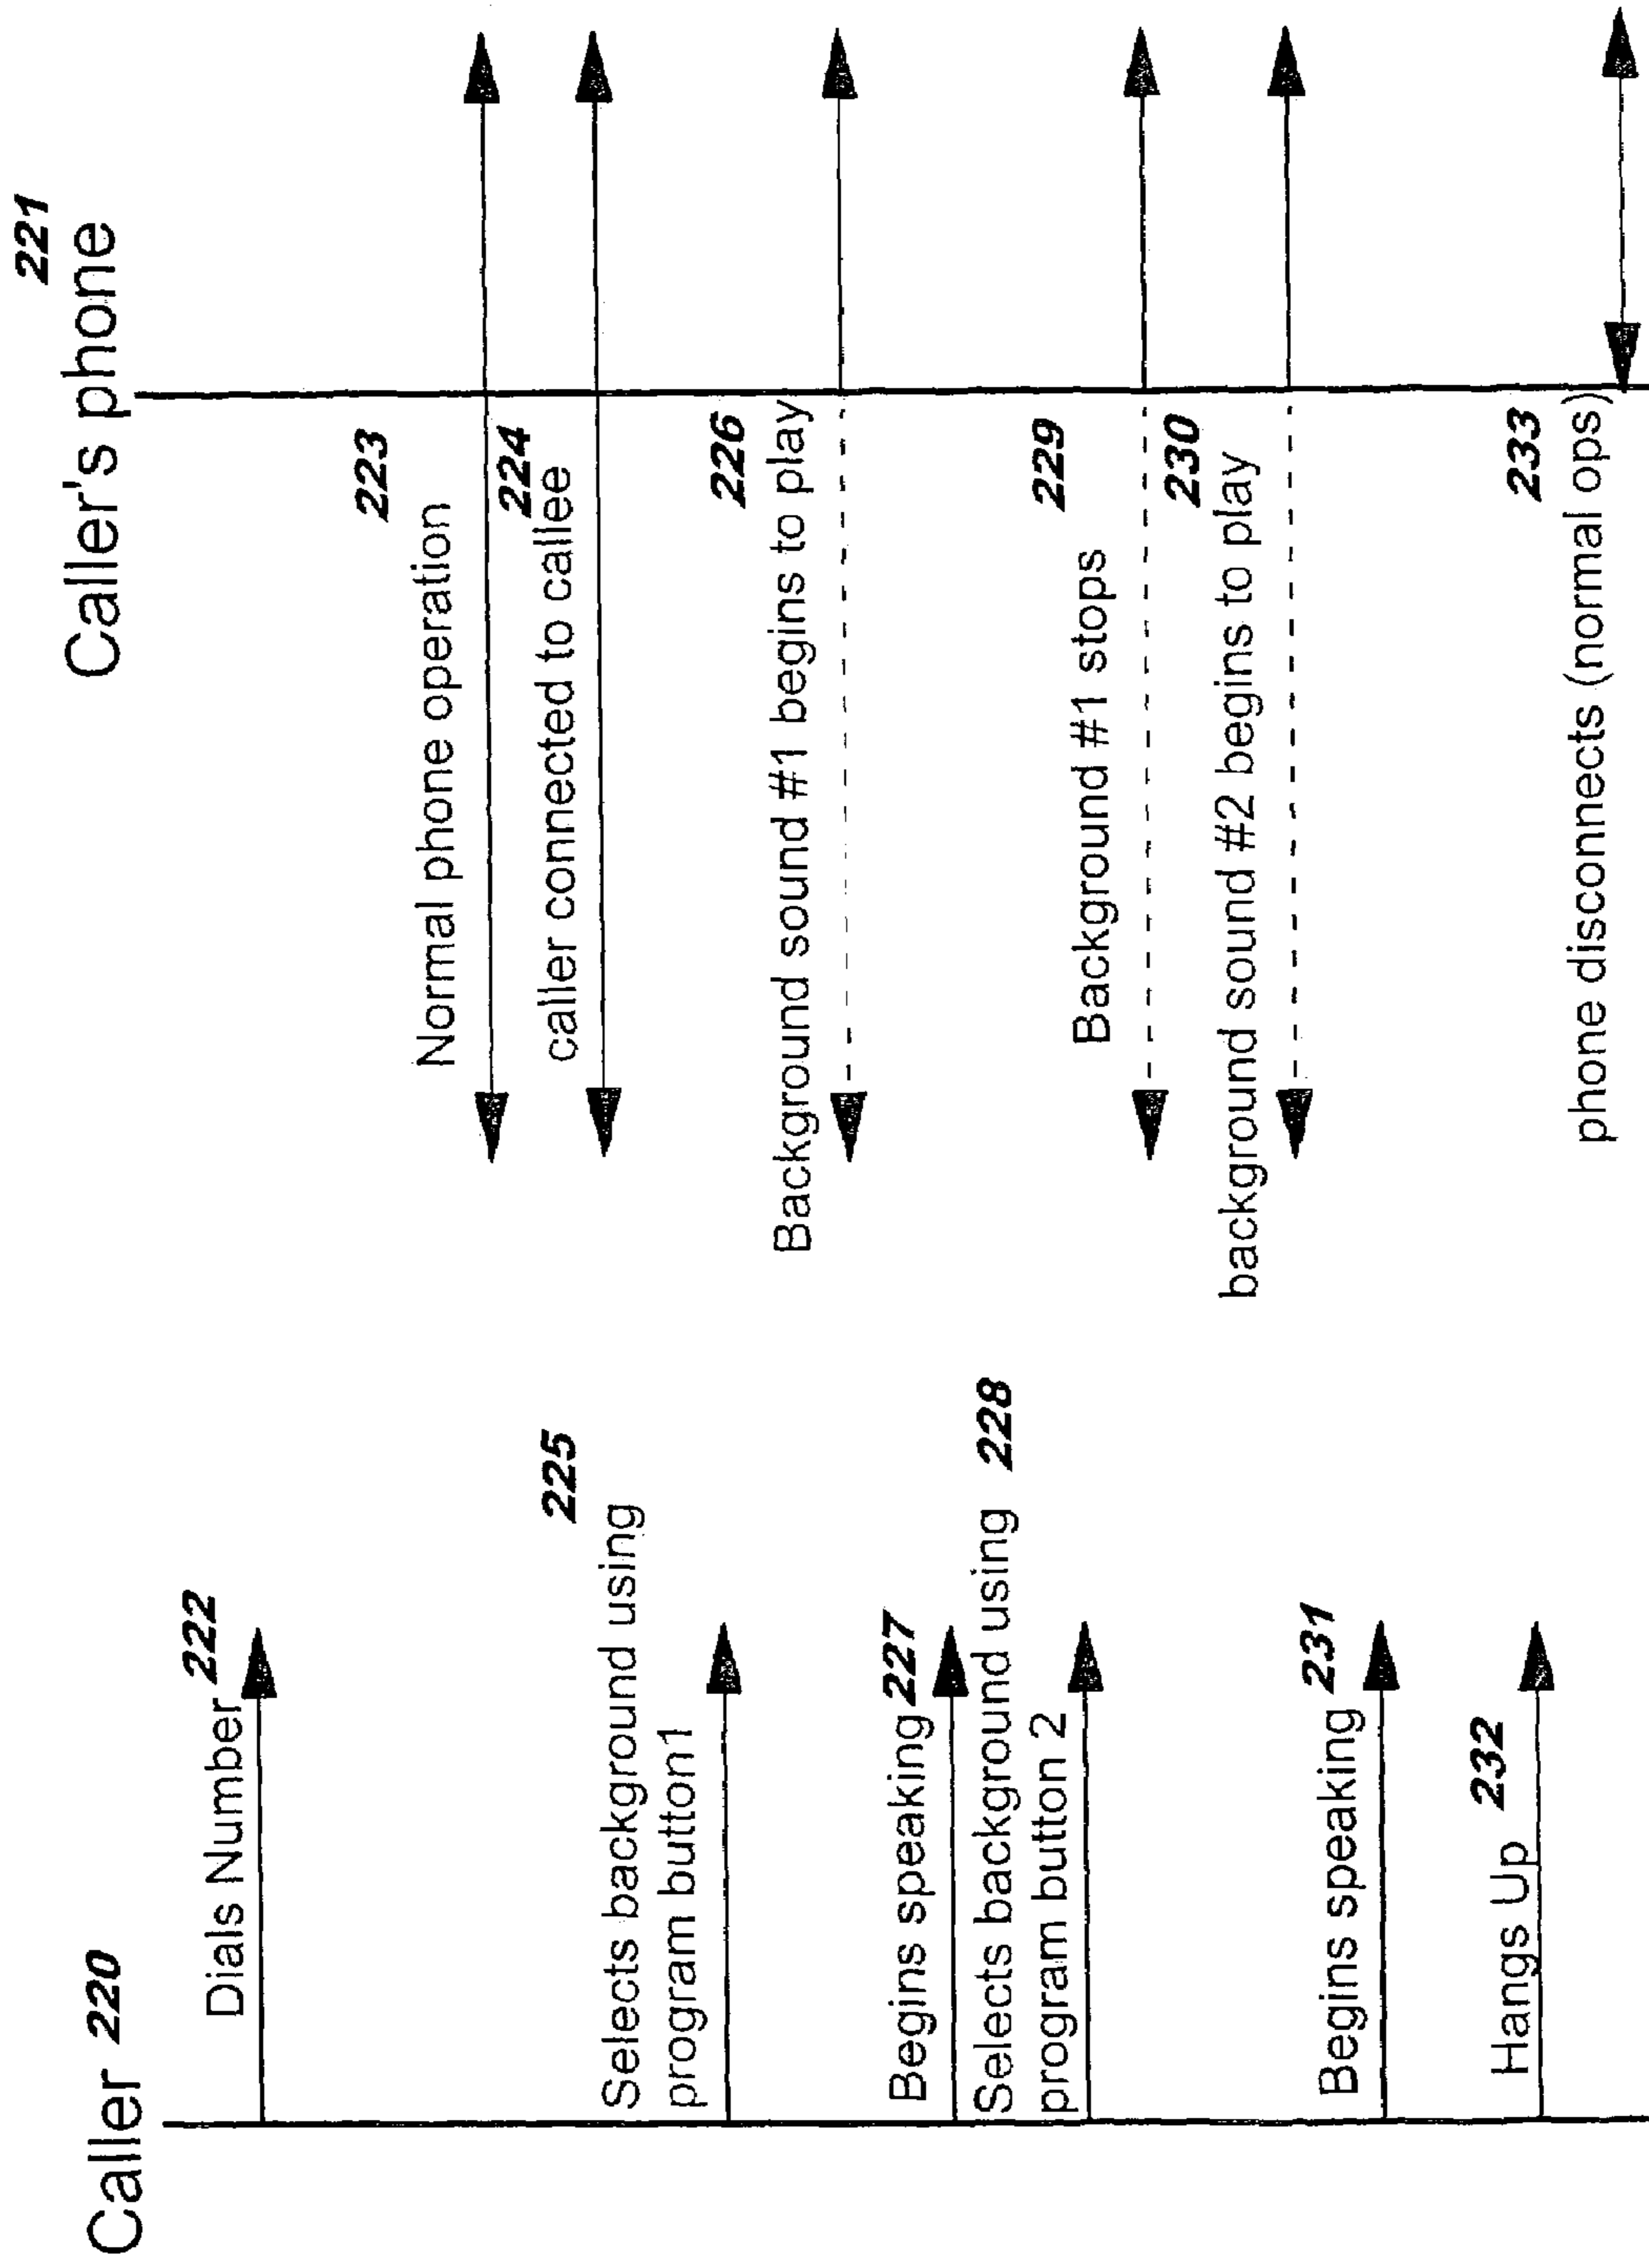 Caller 220
221
Caller's phone
Dials Number 222
223
Normal phone operation
224
caller connected to callee
225
Selects background using
program button1
226
Background sound #1 begins to play
Begins speaking 227
Selects background using 228
program button 2
229
Background #1 stops
230
background sound #2 begins to play
Begins speaking 231
Hangs Up 232
233
phone disconnects (normal ops)